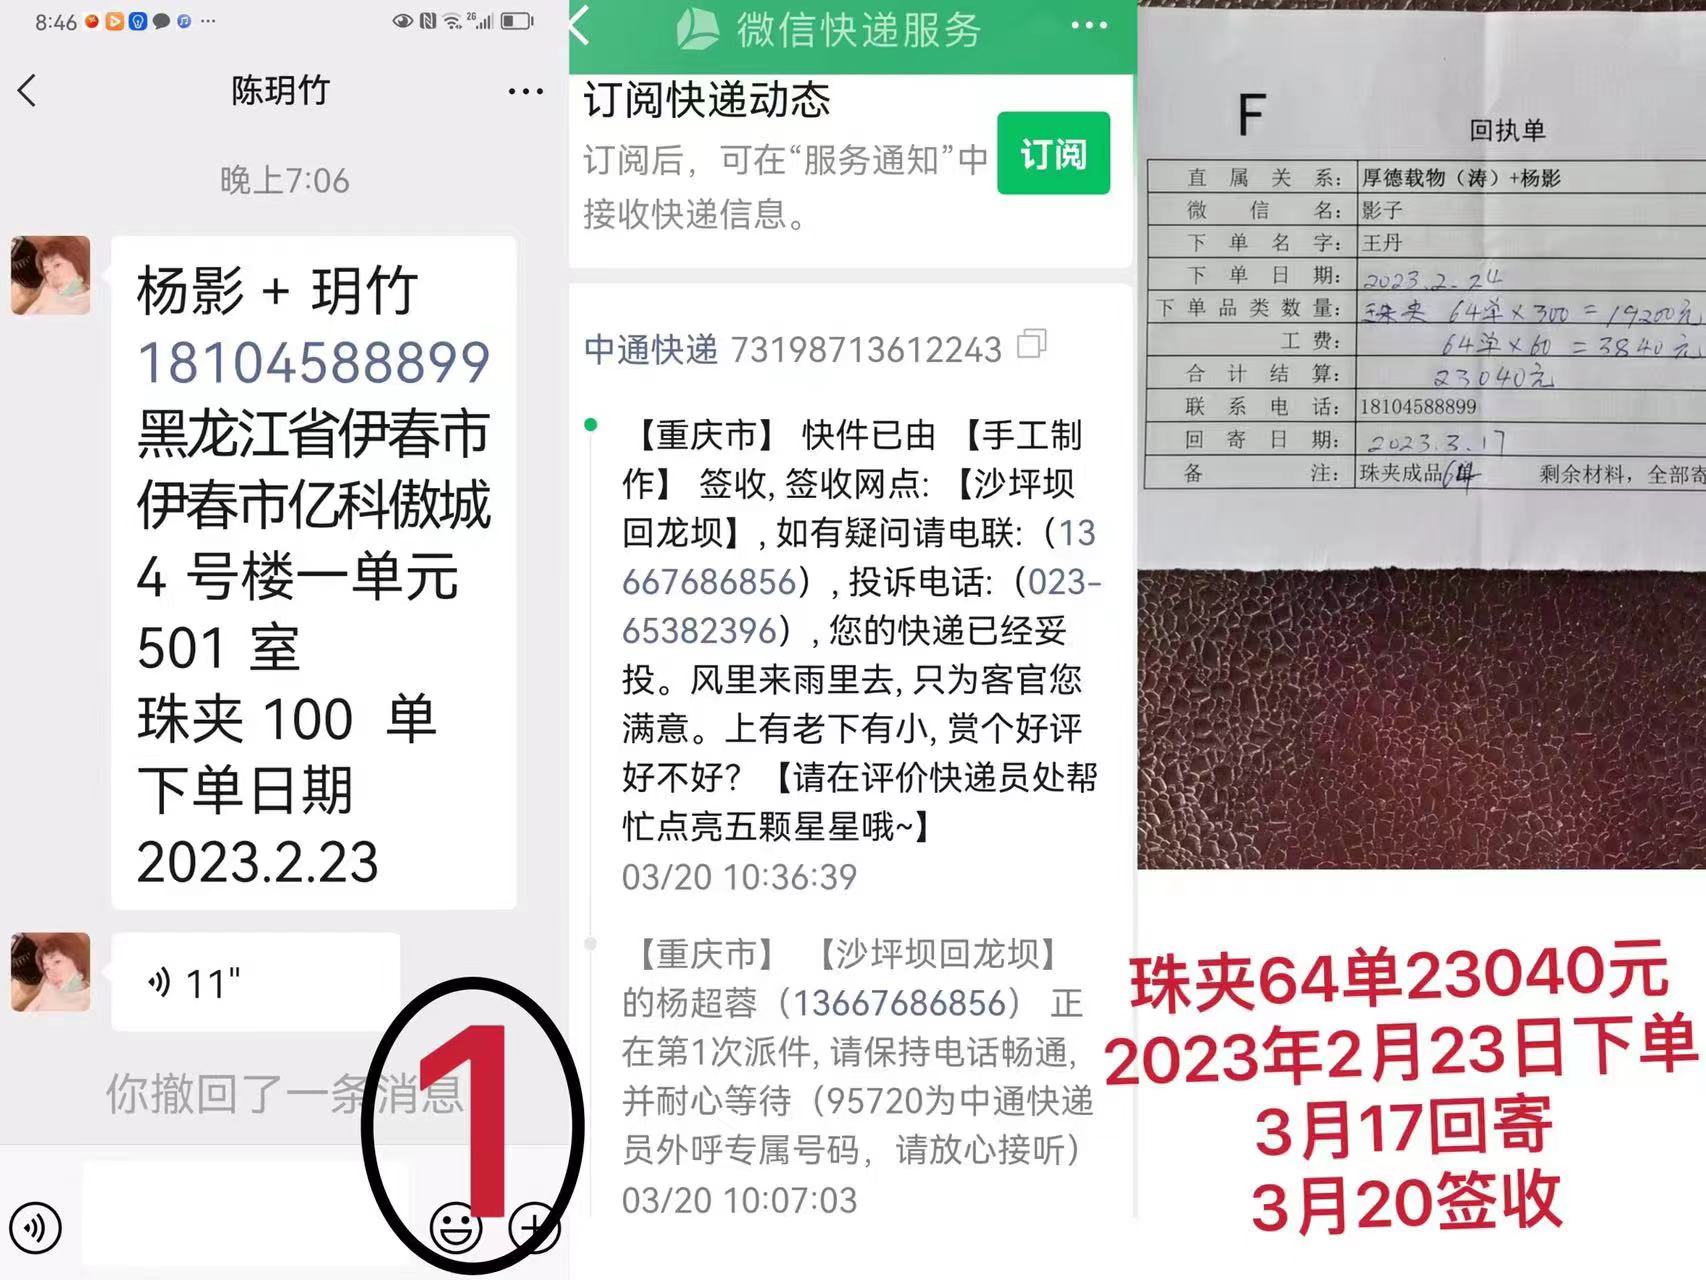 8:46
2G
陈玥竹
晚上7:06
杨影 + 玥竹
18104588899
黑龙江省伊春市
伊春市亿科傲城
4 号楼一单元
501 室
珠夹 100 单
下单日期
2023.2.23
11"
你撤回了一条消息
1
微信快递服务
订阅快递动态
订阅后，可在“服务通知”中
接收快递信息。
订阅
中通快递 73198713612243
【重庆市】 快件已由 【手工制
作】 签收, 签收网点: 【沙坪坝
回龙坝】, 如有疑问请电联:（13
667686856）, 投诉电话:（023-
65382396）, 您的快递已经妥
投。风里来雨里去, 只为客官您
满意。上有老下有小, 赏个好评
好不好？【请在评价快递员处帮
忙点亮五颗星星哦~】
03/20 10:36:39
【重庆市】 【沙坪坝回龙坝】
的杨超蓉（13667686856） 正
在第1次派件, 请保持电话畅通,
并耐心等待（95720为中通快递
员外呼专属号码，请放心接听）
03/20 10:07:03
F
回执单
直属关系: 厚德载物（涛）+杨影
微信名: 影子
下单名字: 王丹
下单日期: 2023.2.24
下单品类数量: 珠夹 64单×300=19200元
工费: 64单×60=3840元
合计结算: 23040元
联系电话: 18104588899
回寄日期: 2023.3.17
备注: 珠夹成品64单 剩余材料，全部寄
珠夹64单23040元
2023年2月23日下单
3月17回寄
3月20签收